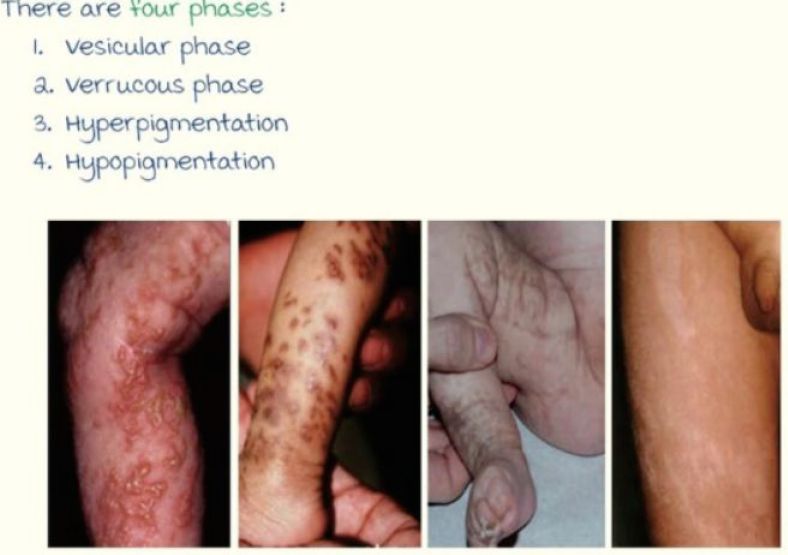 There are four phases :
1. Vesicular phase
2. Verrucous phase
3. Hyperpigmentation
4. Hypopigmentation